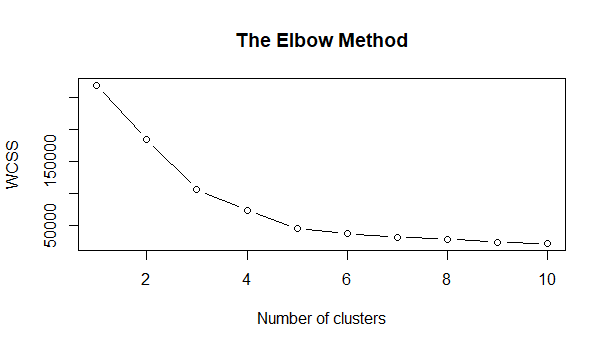 The Elbow Method
WCSS
150000
50000
2 4 6 8 10
Number of clusters